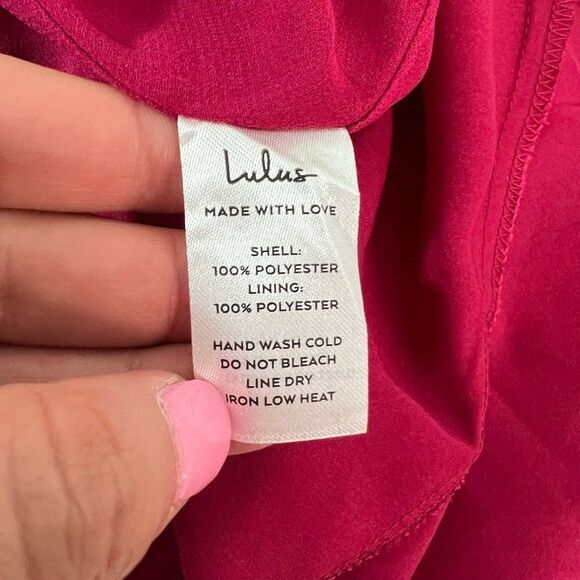 Lulus
MADE WITH LOVE
SHELL:
100% POLYESTER
LINING:
100% POLYESTER
HAND WASH COLD
DO NOT BLEACH
LINE DRY
IRON LOW HEAT